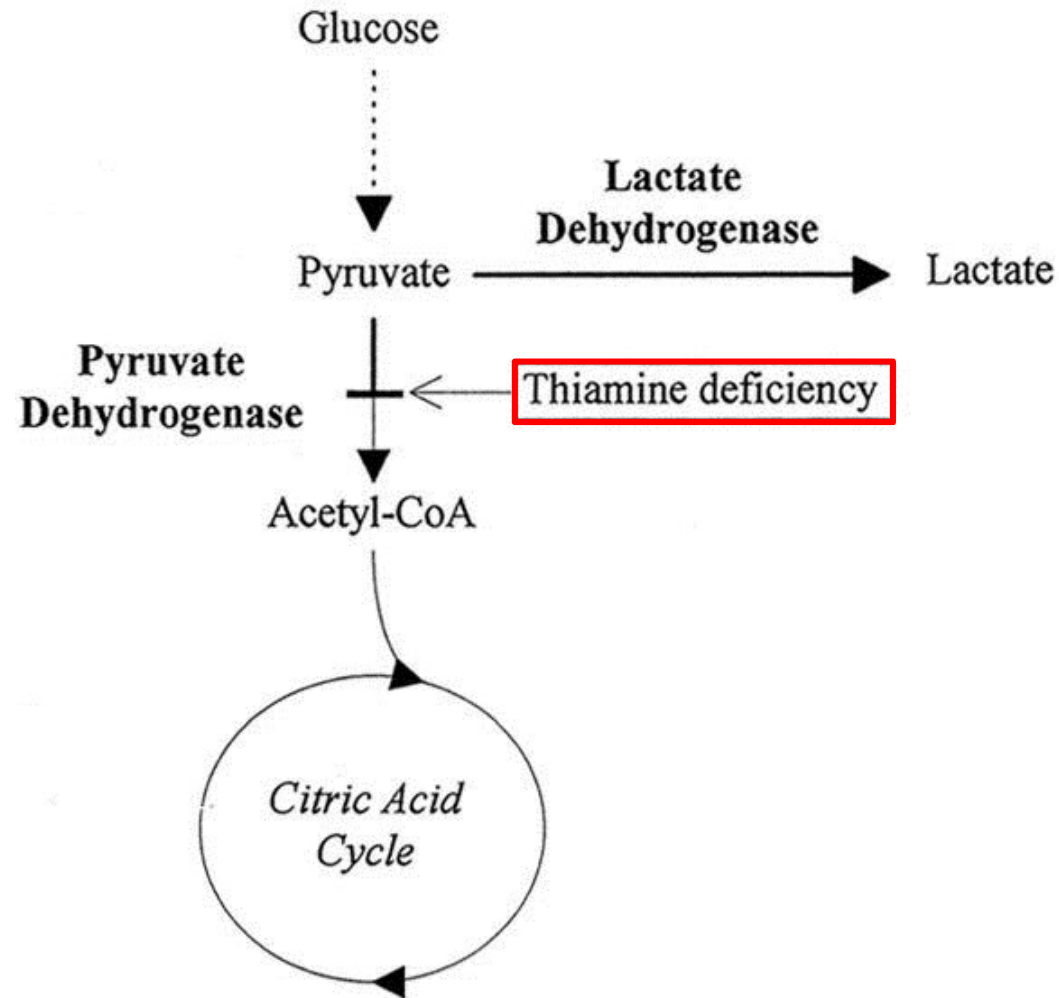 Glucose
Lactate
Dehydrogenase
Pyruvate
Lactate
Pyruvate
Dehydrogenase
Thiamine deficiency
Acetyl-CoA
Citric Acid
Cycle